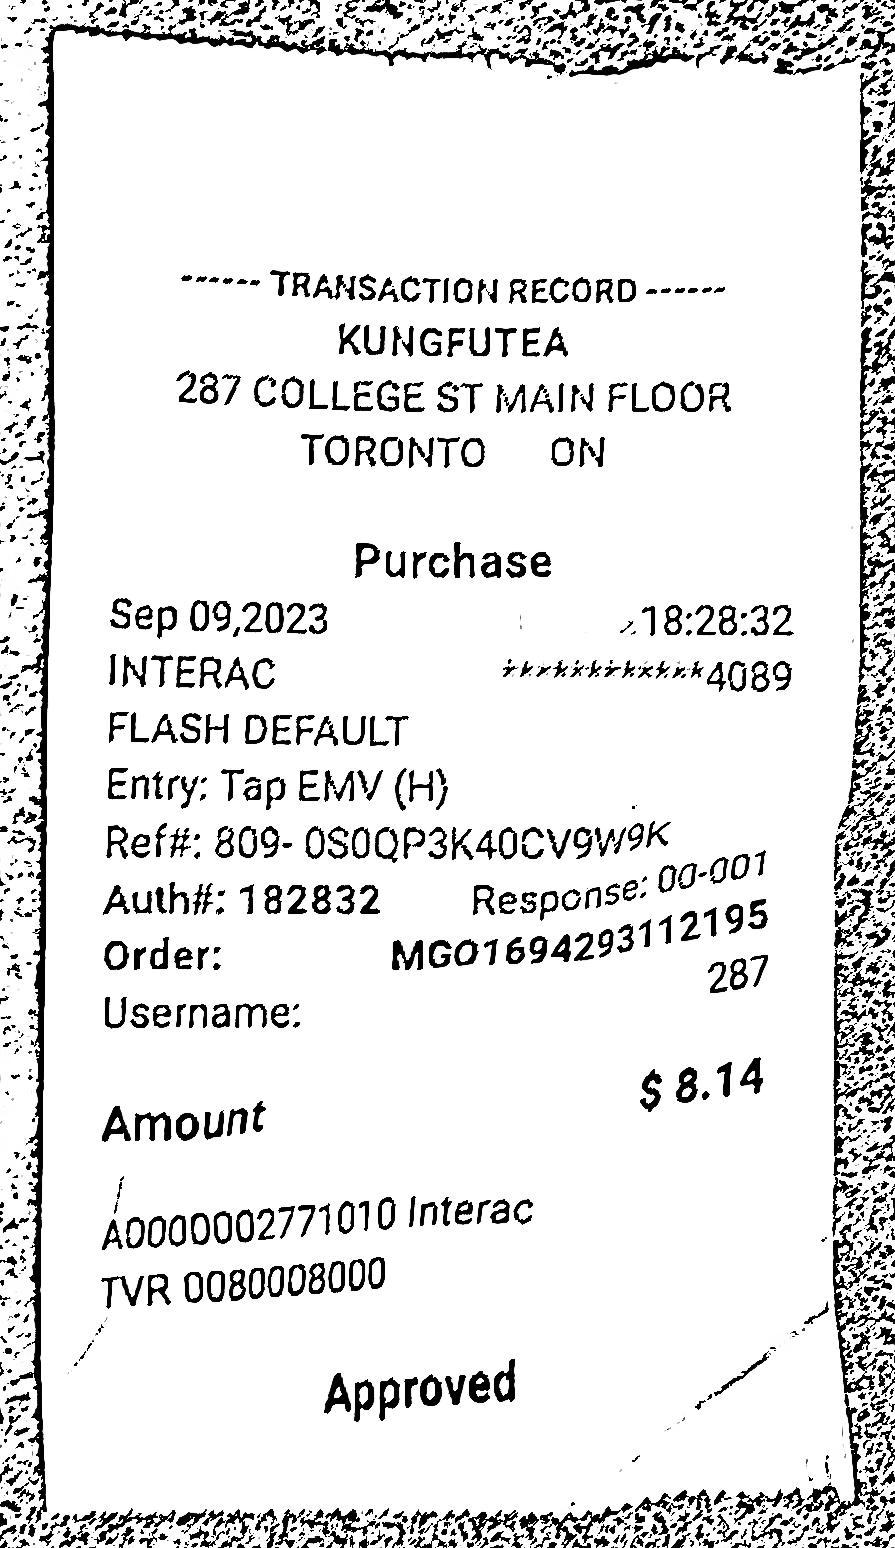 ------ TRANSACTION RECORD ------
KUNGFUTEA
287 COLLEGE ST MAIN FLOOR
TORONTO ON
Purchase
Sep 09,2023 18:28:32
INTERAC ************4089
FLASH DEFAULT
Entry: Tap EMV (H)
Ref#: 809- 0S0QP3K40CV9W9K
Auth#: 182832 Response: 00-001
Order: MGO1694293112195
Username: 287
Amount $ 8.14
A0000002771010 Interac
TVR 0080008000
Approved